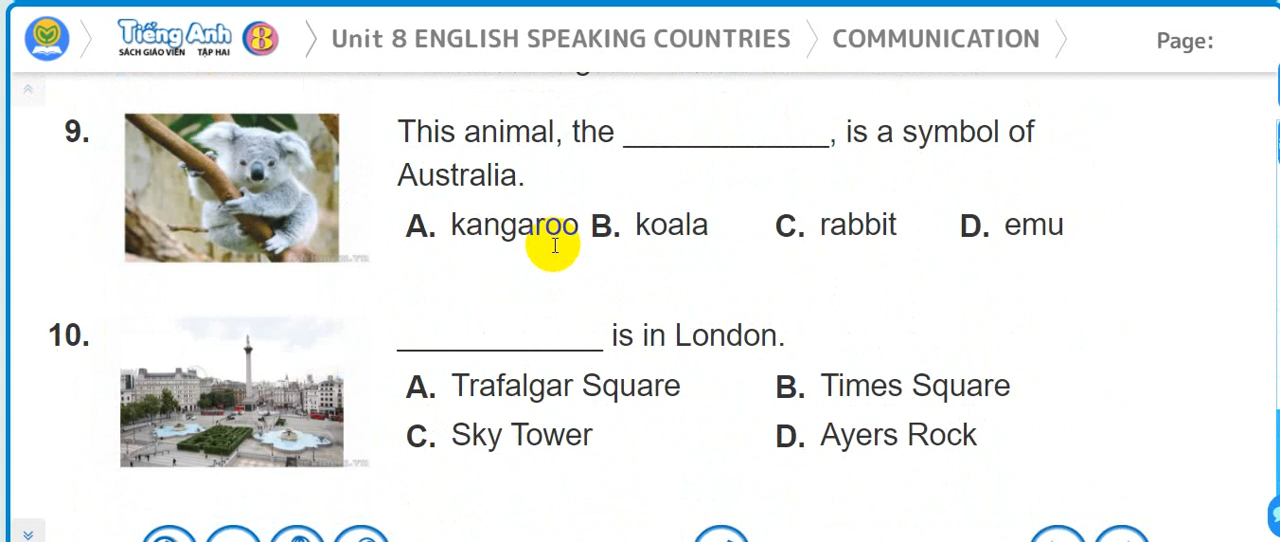 Tiếng Anh 8
SÁCH GIÁO VIÊN TẬP HAI
Unit 8 ENGLISH SPEAKING COUNTRIES
COMMUNICATION
Page:
9.
This animal, the ____________, is a symbol of
Australia.
A. kangaroo B. koala C. rabbit D. emu
10.
____________ is in London.
A. Trafalgar Square B. Times Square
C. Sky Tower D. Ayers Rock